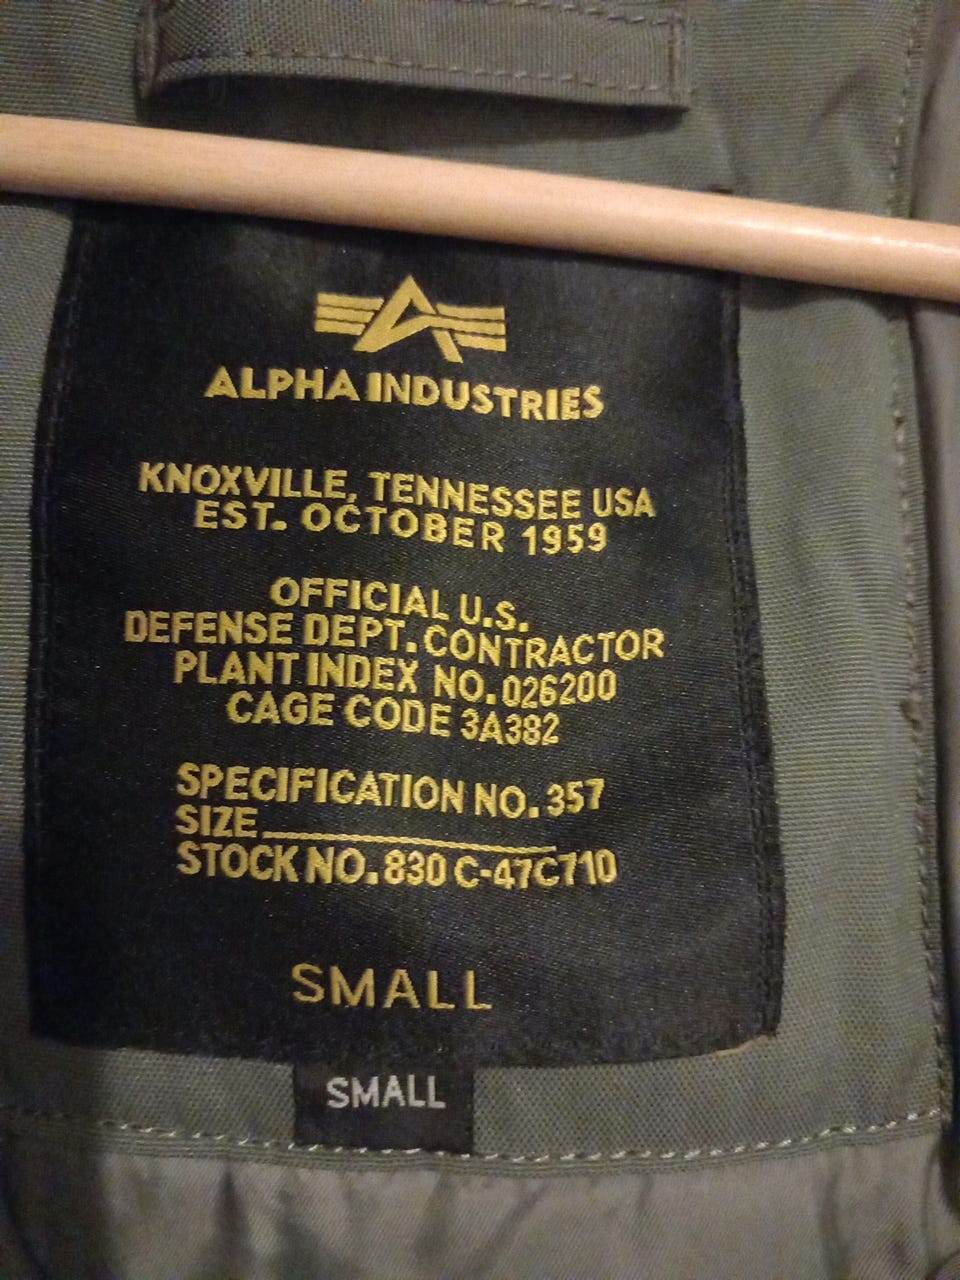 ALPHA INDUSTRIES
KNOXVILLE, TENNESSEE USA
EST. OCTOBER 1959
OFFICIAL U.S.
DEFENSE DEPT. CONTRACTOR
PLANT INDEX NO. 026200
CAGE CODE 3A382
SPECIFICATION NO. 357
SIZE
STOCK NO. 830 C-47C710
SMALL
SMALL